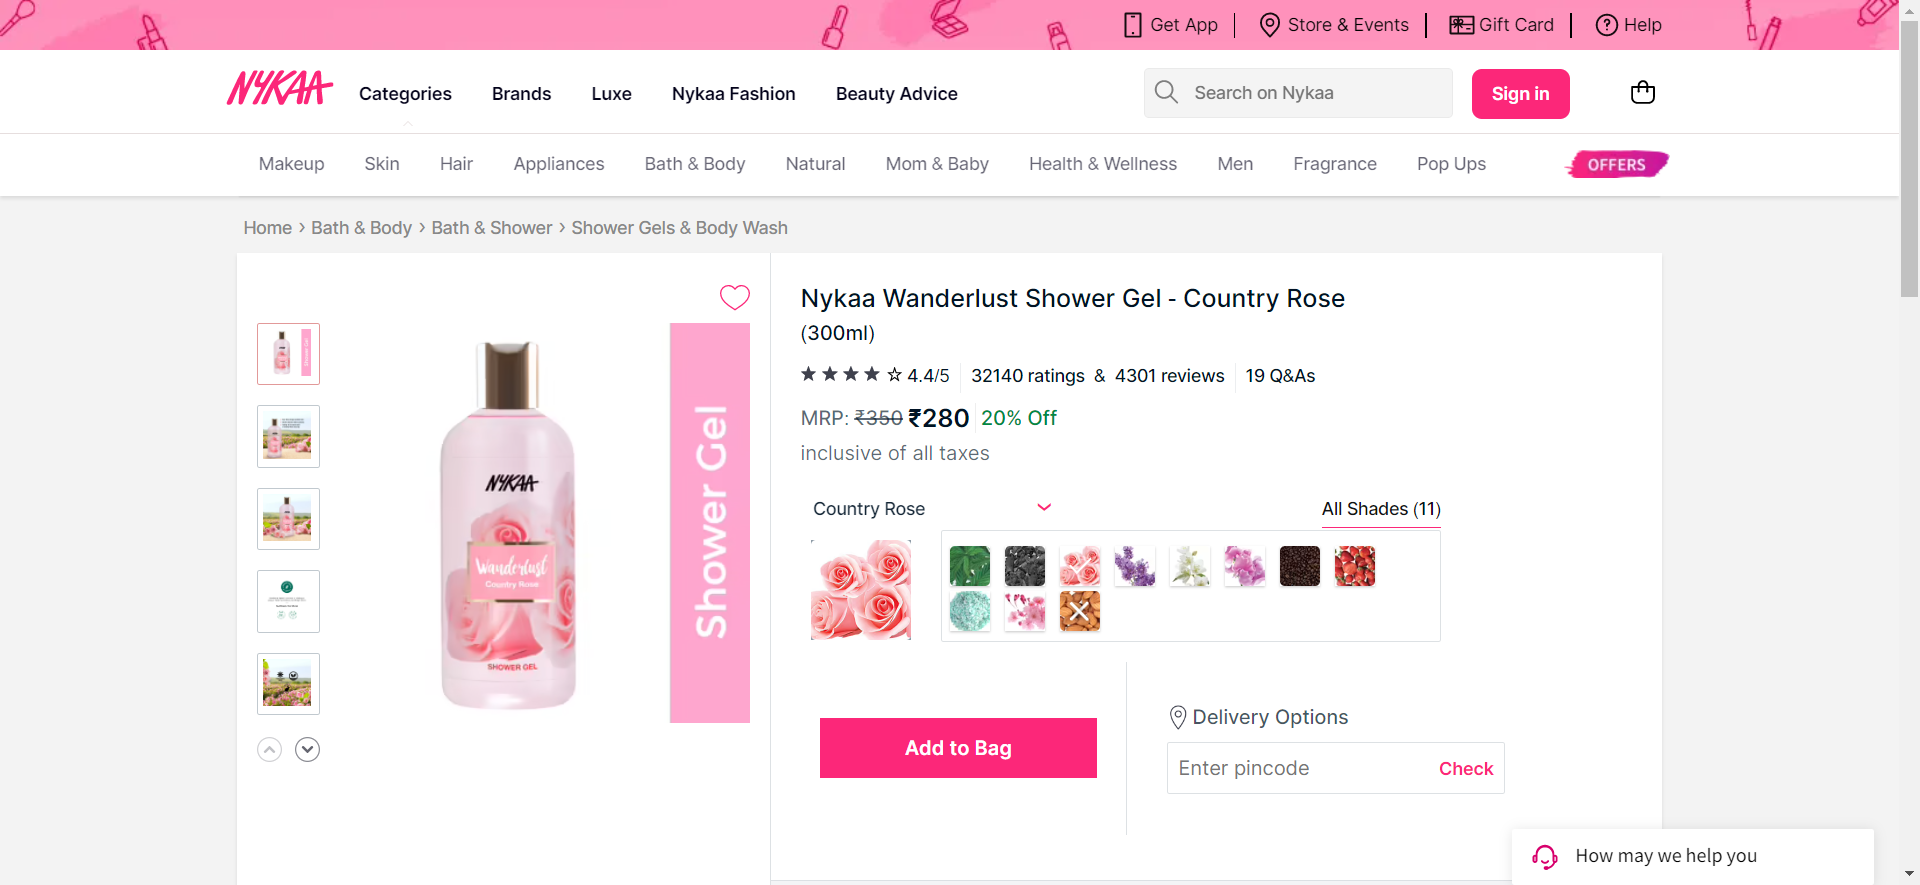 Get App
Store & Events
Gift Card
Help
NYKAA
Categories
Brands
Luxe
Nykaa Fashion
Beauty Advice
Search on Nykaa
Sign in
Makeup
Skin
Hair
Appliances
Bath & Body
Natural
Mom & Baby
Health & Wellness
Men
Fragrance
Pop Ups
OFFERS
Home › Bath & Body › Bath & Shower › Shower Gels & Body Wash
NYKAA
Wanderlust
Country Rose
SHOWER GEL
Shower Gel
Nykaa Wanderlust Shower Gel - Country Rose
(300ml)
4.4/5
32140 ratings & 4301 reviews
19 Q&As
MRP: ₹350 ₹280 20% Off
inclusive of all taxes
Country Rose
All Shades (11)
Add to Bag
Delivery Options
Enter pincode
Check
How may we help you